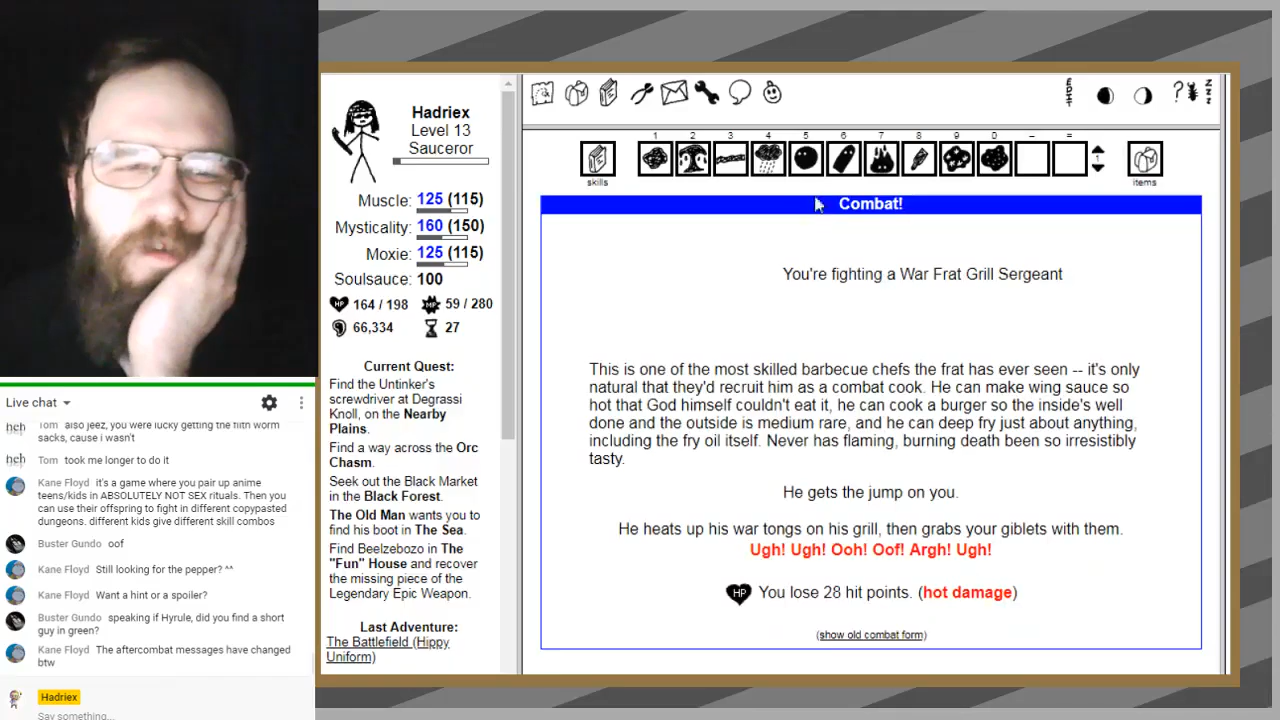 Hadriex
Level 13
Sauceror
Muscle: 125 (115)
Mysticality: 160 (150)
Moxie: 125 (115)
Soulsauce: 100
HP 164 / 198 MP 59 / 280
66,334 27
Current Quest:
Find the Untinker's
screwdriver at Degrassi
Knoll, on the Nearby
Plains.
Find a way across the Orc
Chasm.
Seek out the Black Market
in the Black Forest.
The Old Man wants you to
find his boot in The Sea.
Find Beelzebozo in The
"Fun" House and recover
the missing piece of the
Legendary Epic Weapon.
Last Adventure:
The Battlefield (Hippy
Uniform)
1 2 3 4 5 6 7 8 9 0 – =
skills
1
items
Combat!
You're fighting a War Frat Grill Sergeant
This is one of the most skilled barbecue chefs the frat has ever seen -- it's only
natural that they'd recruit him as a combat cook. He can make wing sauce so
hot that God himself couldn't eat it, he can cook a burger so the inside's well
done and the outside is medium rare, and he can deep fry just about anything,
including the fry oil itself. Never has flaming, burning death been so irresistibly
tasty.
He gets the jump on you.
He heats up his war tongs on his grill, then grabs your giblets with them.
Ugh! Ugh! Ooh! Oof! Argh! Ugh!
HP You lose 28 hit points. (hot damage)
(show old combat form)
Live chat
heh Tom also jeez, you were lucky getting the filth worm
sacks, cause i wasn't
heh Tom took me longer to do it
Kane Floyd it's a game where you pair up anime
teens/kids in ABSOLUTELY NOT SEX rituals. Then you
can use their offspring to fight in different copypasted
dungeons. different kids give different skill combos
Buster Gundo oof
Kane Floyd Still looking for the pepper? ^^
Kane Floyd Want a hint or a spoiler?
Buster Gundo speaking if Hyrule, did you find a short
guy in green?
Kane Floyd The aftercombat messages have changed
btw
Hadriex
Say something...